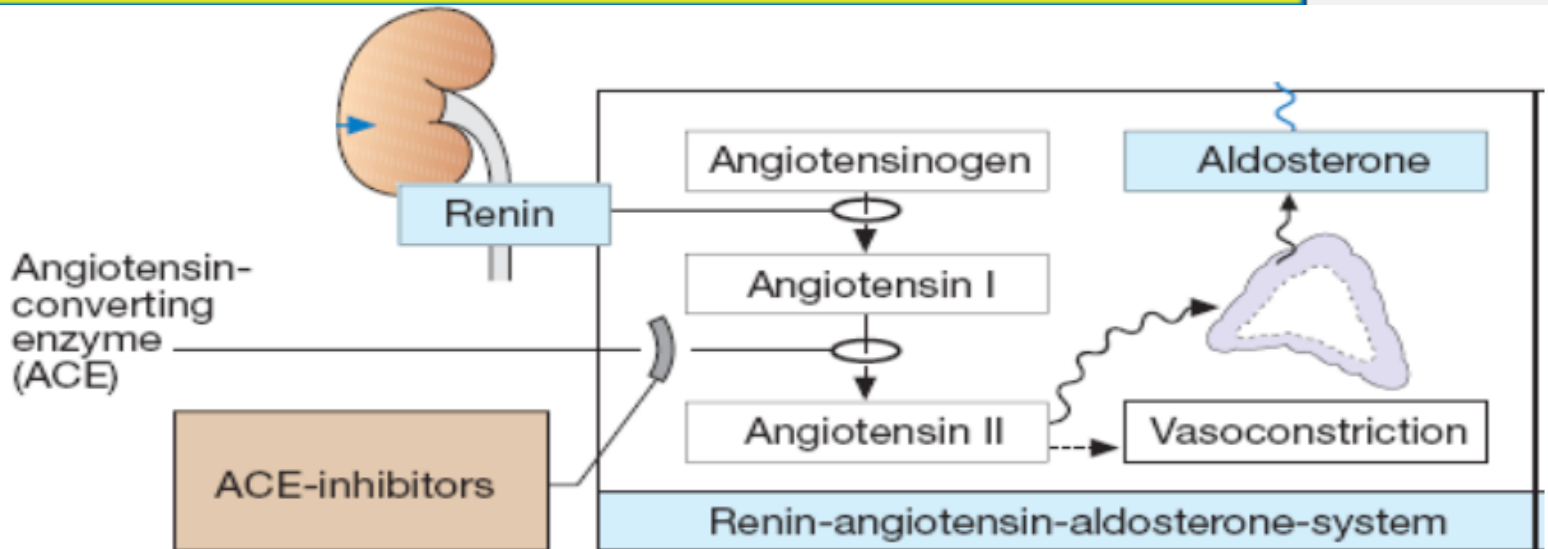 Angiotensinogen
Aldosterone
Renin
Angiotensin-
converting
enzyme
(ACE)
Angiotensin I
Angiotensin II
Vasoconstriction
ACE-inhibitors
Renin-angiotensin-aldosterone-system